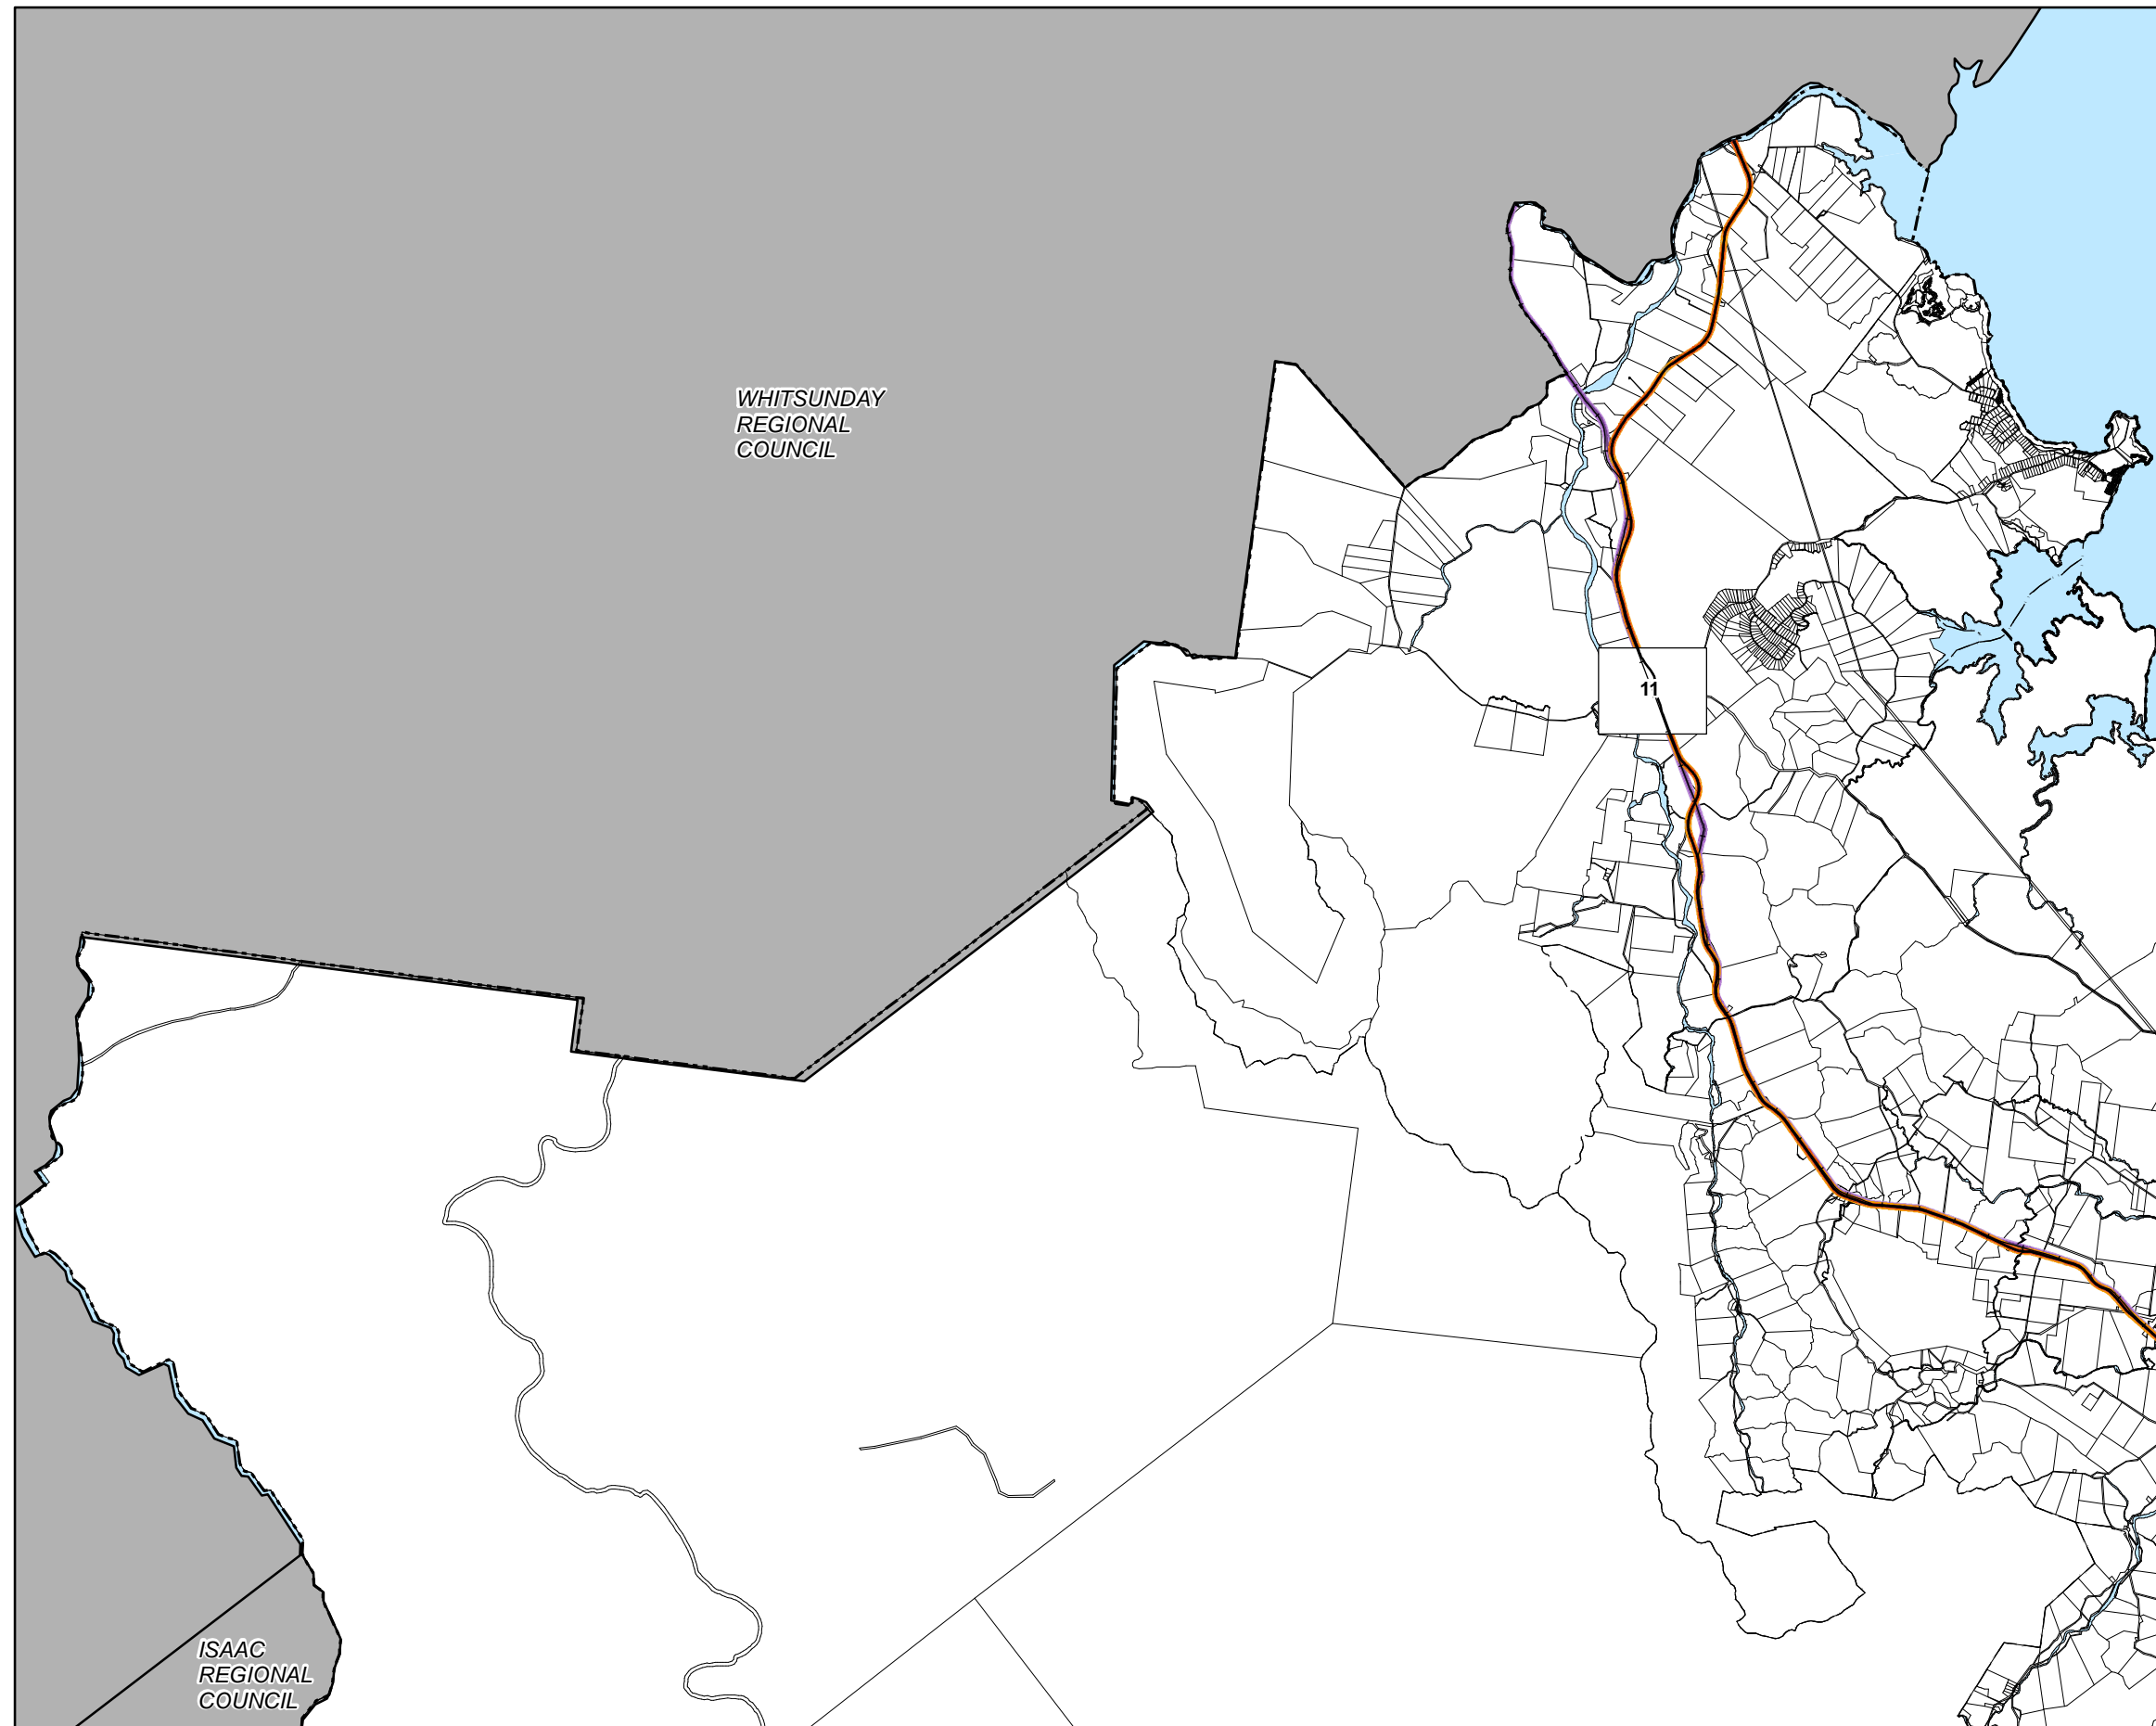 WHITSUNDAY
REGIONAL
COUNCIL
11
ISAAC
REGIONAL
COUNCIL